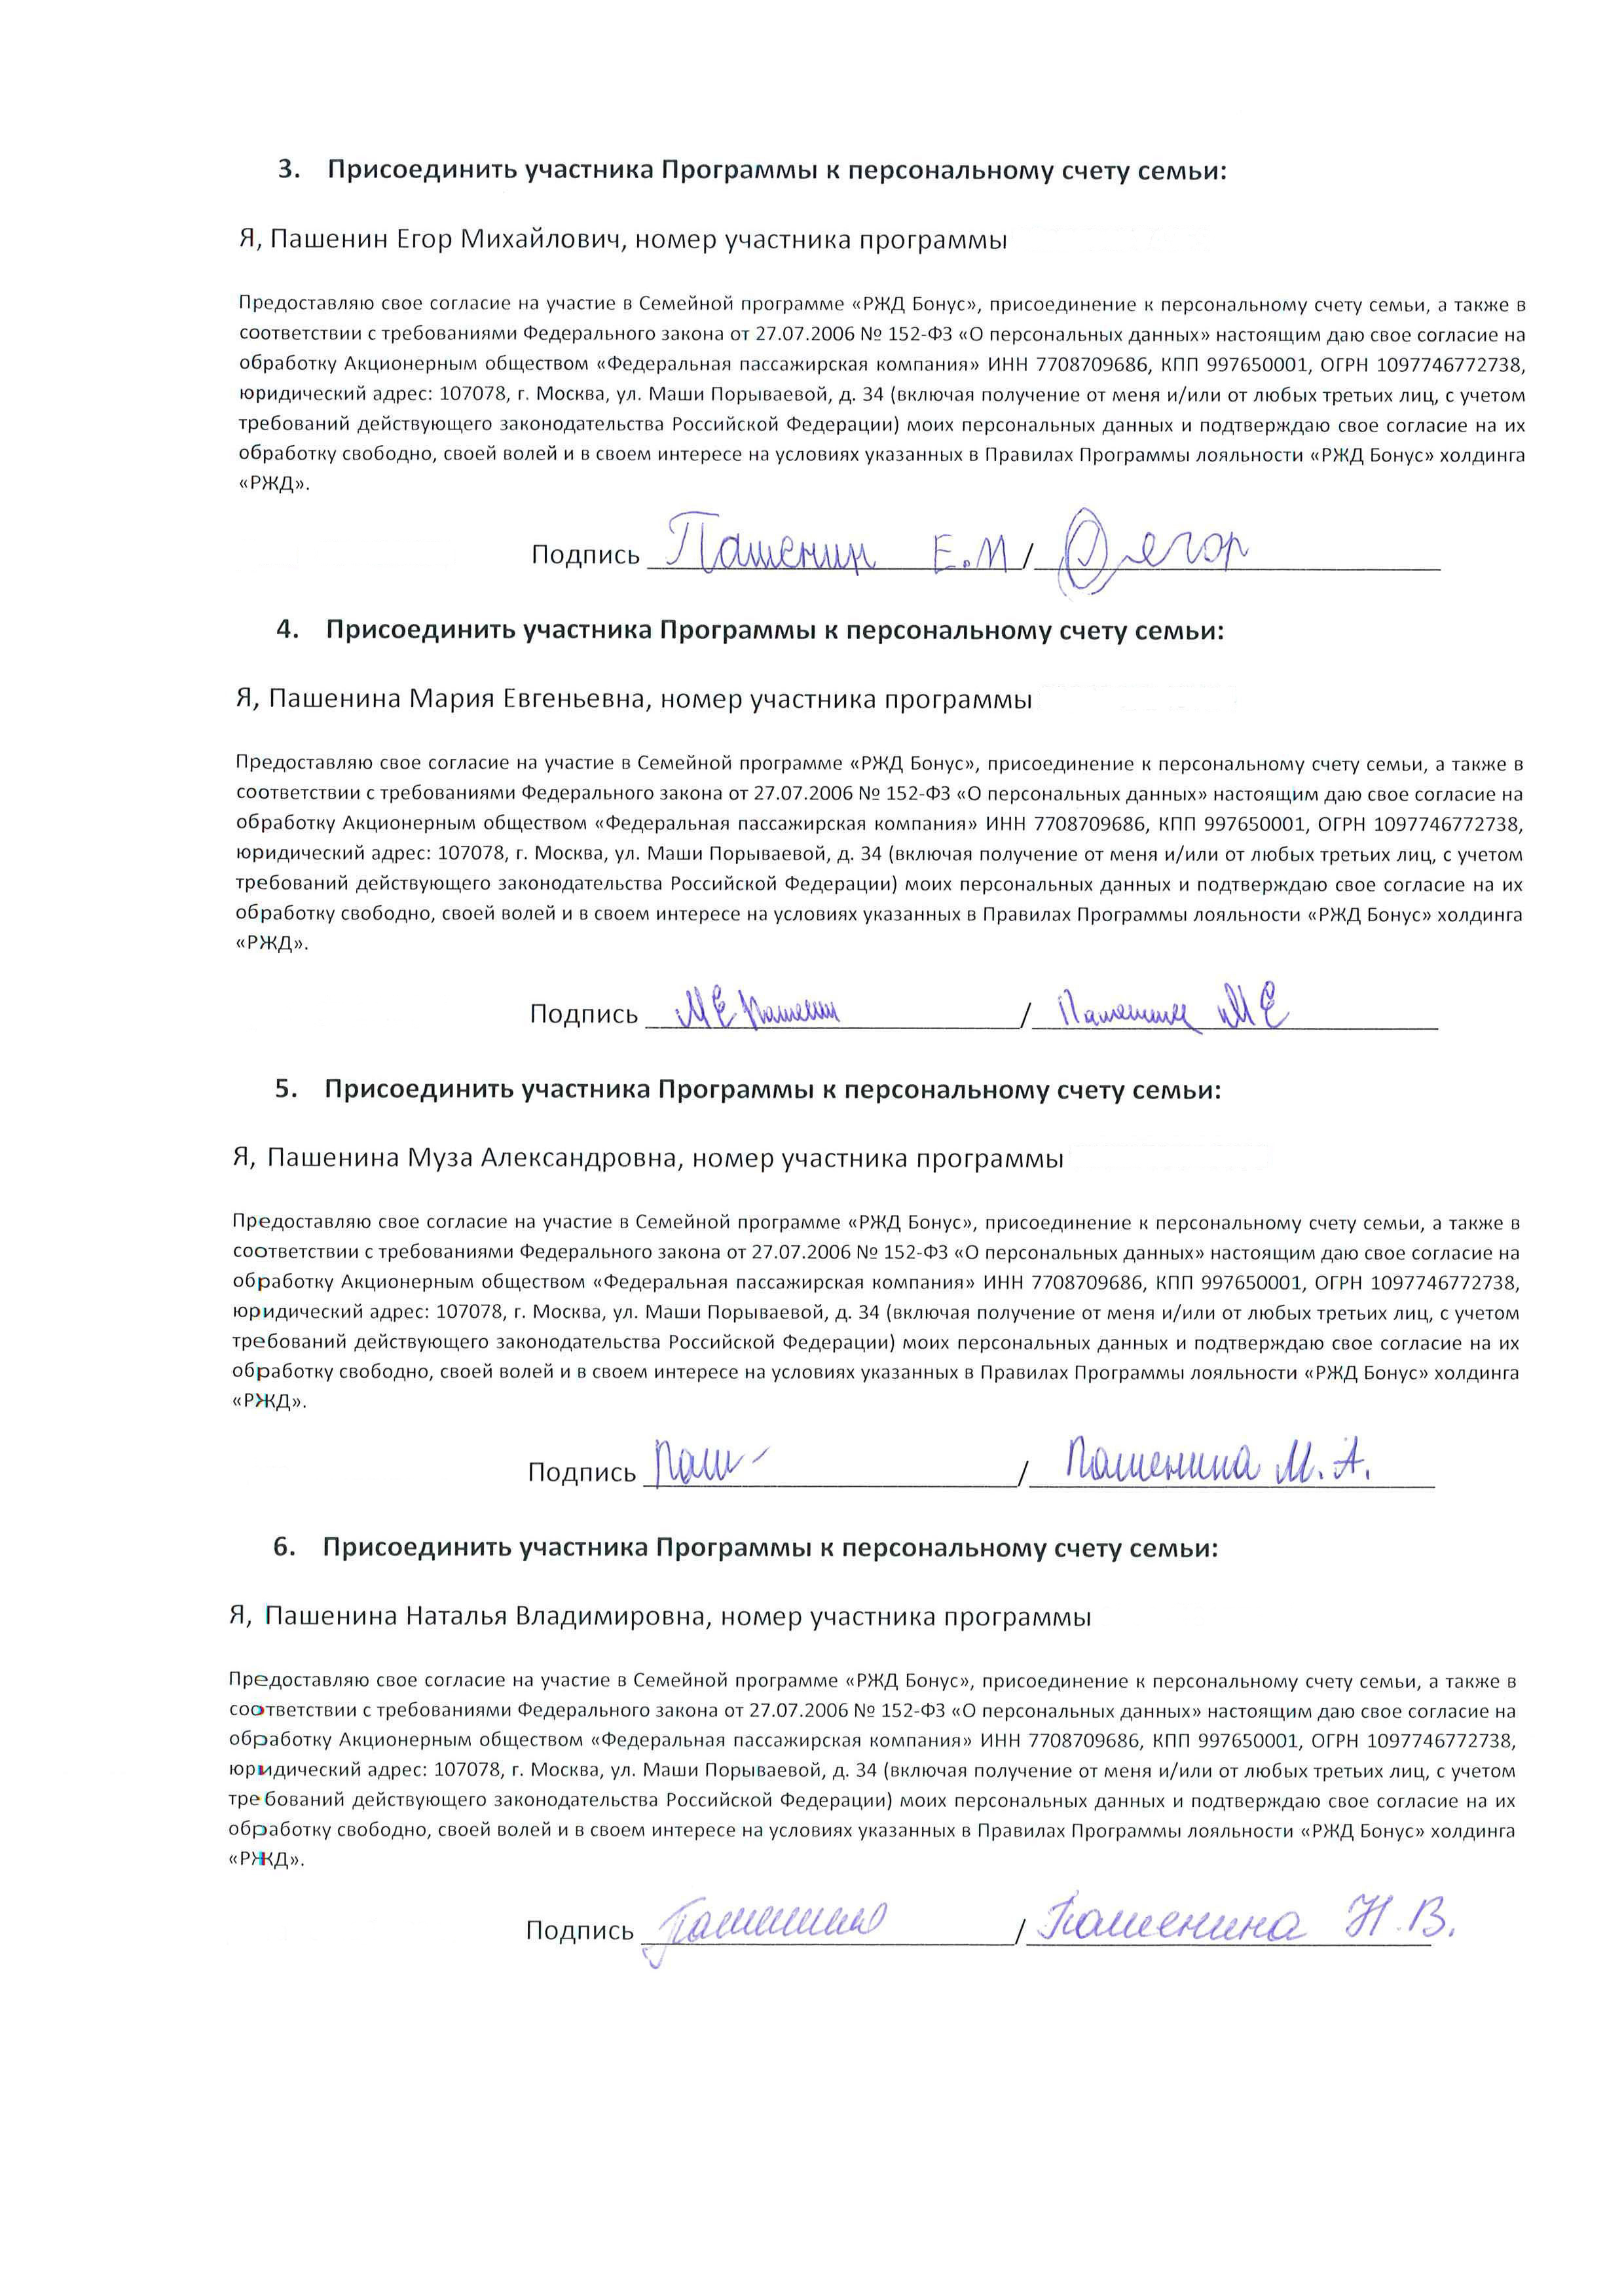 3. Присоединить участника Программы к персональному счету семьи:
Я, Пашенин Егор Михайлович, номер участника программы
Предоставляю свое согласие на участие в Семейной программе «РЖД Бонус», присоединение к персональному счету семьи, а также в
соответствии с требованиями Федерального закона от 27.07.2006 № 152-ФЗ «О персональных данных» настоящим даю свое согласие на
обработку Акционерным обществом «Федеральная пассажирская компания» ИНН 7708709686, КПП 997650001, ОГРН 1097746772738,
юридический адрес: 107078, г. Москва, ул. Маши Порываевой, д. 34 (включая получение от меня и/или от любых третьих лиц, с учетом
требований действующего законодательства Российской Федерации) моих персональных данных и подтверждаю свое согласие на их
обработку свободно, своей волей и в своем интересе на условиях указанных в Правилах Программы лояльности «РЖД Бонус» холдинга
«РЖД».
Подпись Пашенин Е.М / Егор
4. Присоединить участника Программы к персональному счету семьи:
Я, Пашенина Мария Евгеньевна, номер участника программы
Предоставляю свое согласие на участие в Семейной программе «РЖД Бонус», присоединение к персональному счету семьи, а также в
соответствии с требованиями Федерального закона от 27.07.2006 № 152-ФЗ «О персональных данных» настоящим даю свое согласие на
обработку Акционерным обществом «Федеральная пассажирская компания» ИНН 7708709686, КПП 997650001, ОГРН 1097746772738,
юридический адрес: 107078, г. Москва, ул. Маши Порываевой, д. 34 (включая получение от меня и/или от любых третьих лиц, с учетом
требований действующего законодательства Российской Федерации) моих персональных данных и подтверждаю свое согласие на их
обработку свободно, своей волей и в своем интересе на условиях указанных в Правилах Программы лояльности «РЖД Бонус» холдинга
«РЖД».
Подпись МЕ / МЕ
5. Присоединить участника Программы к персональному счету семьи:
Я, Пашенина Муза Александровна, номер участника программы
Предоставляю свое согласие на участие в Семейной программе «РЖД Бонус», присоединение к персональному счету семьи, а также в
соответствии с требованиями Федерального закона от 27.07.2006 № 152-ФЗ «О персональных данных» настоящим даю свое согласие на
обработку Акционерным обществом «Федеральная пассажирская компания» ИНН 7708709686, КПП 997650001, ОГРН 1097746772738,
юридический адрес: 107078, г. Москва, ул. Маши Порываевой, д. 34 (включая получение от меня и/или от любых третьих лиц, с учетом
требований действующего законодательства Российской Федерации) моих персональных данных и подтверждаю свое согласие на их
обработку свободно, своей волей и в своем интересе на условиях указанных в Правилах Программы лояльности «РЖД Бонус» холдинга
«РЖД».
Подпись Паш / Пашенина М.А.
6. Присоединить участника Программы к персональному счету семьи:
Я, Пашенина Наталья Владимировна, номер участника программы
Предоставляю свое согласие на участие в Семейной программе «РЖД Бонус», присоединение к персональному счету семьи, а также в
соответствии с требованиями Федерального закона от 27.07.2006 № 152-ФЗ «О персональных данных» настоящим даю свое согласие на
обработку Акционерным обществом «Федеральная пассажирская компания» ИНН 7708709686, КПП 997650001, ОГРН 1097746772738,
юридический адрес: 107078, г. Москва, ул. Маши Порываевой, д. 34 (включая получение от меня и/или от любых третьих лиц, с учетом
требований действующего законодательства Российской Федерации) моих персональных данных и подтверждаю свое согласие на их
обработку свободно, своей волей и в своем интересе на условиях указанных в Правилах Программы лояльности «РЖД Бонус» холдинга
«РЖД».
Подпись Пашенина / Пашенина Н.В.